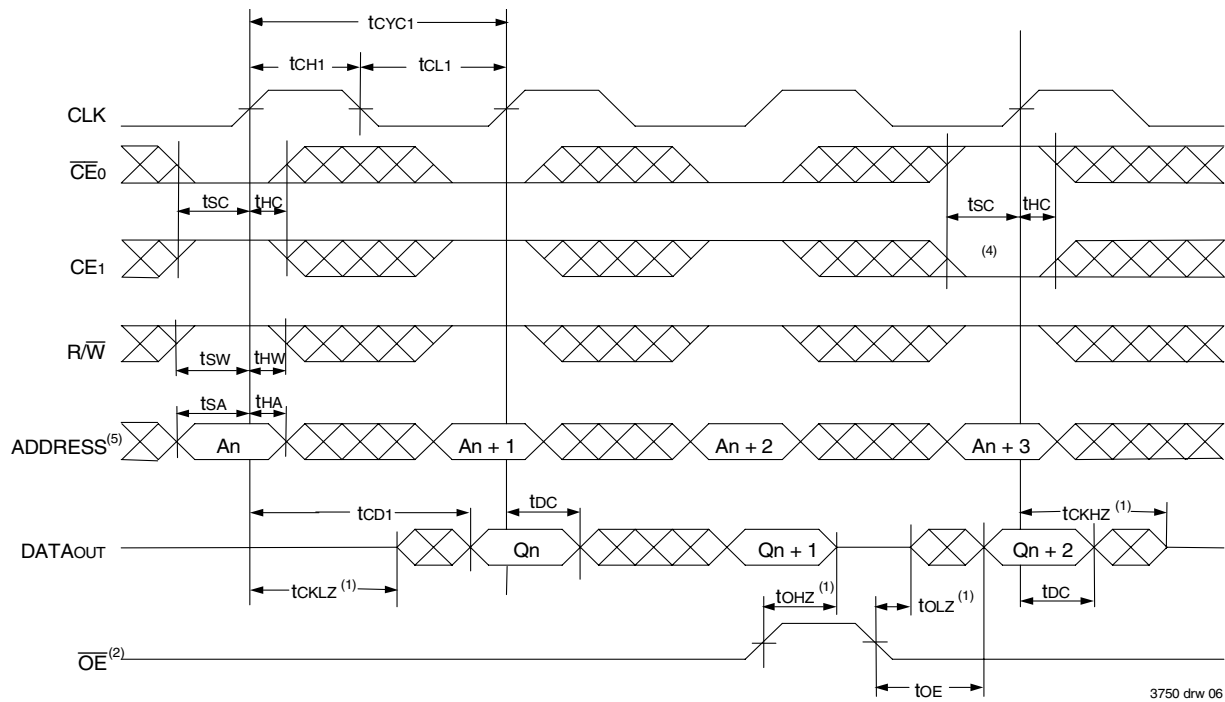 tCYC1
tCH1
tCL1
CLK
CE0
tSC
tHC
tSC
tHC
CE1
(4)
R/W
tSW
tHW
tSA
tHA
ADDRESS(5)
An
An + 1
An + 2
An + 3
tCD1
tDC
tCKHZ (1)
DATAOUT
Qn
Qn + 1
Qn + 2
tCKLZ (1)
tOHZ (1)
tOLZ (1)
tDC
OE(2)
tOE
3750 drw 06